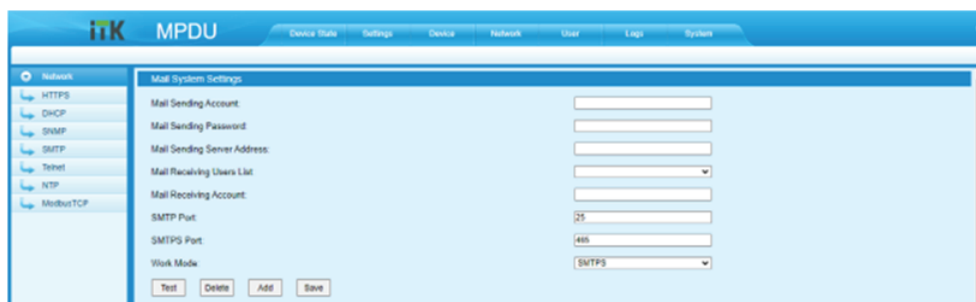 iTK MPDU
Device State Settings Device Network User Logs System
Network
HTTPS
DHCP
SNMP
SMTP
Telnet
NTP
ModbusTCP
Mail System Settings
Mail Sending Account:
Mail Sending Password:
Mail Sending Server Address:
Mail Receiving Users List
Mail Receiving Account:
SMTP Port: 25
SMTPS Port: 465
Work Mode: SMTPS
Test Delete Add Save